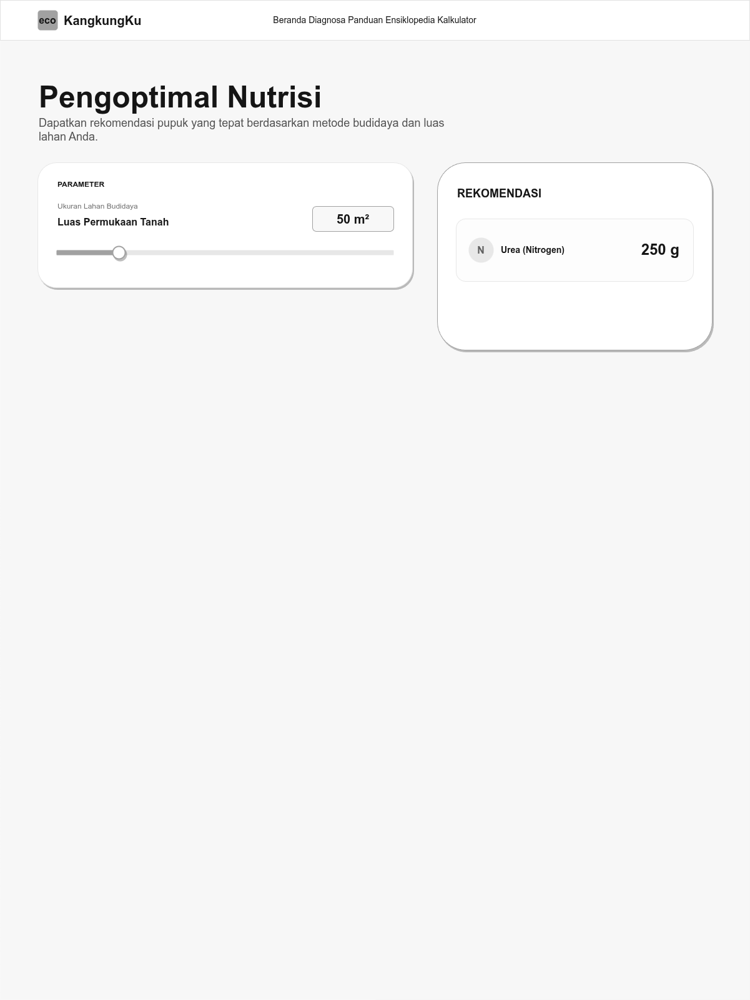 eco KangkungKu
Beranda Diagnosa Panduan Ensiklopedia Kalkulator
Pengoptimal Nutrisi
Dapatkan rekomendasi pupuk yang tepat berdasarkan metode budidaya dan luas
lahan Anda.
PARAMETER
Ukuran Lahan Budidaya
Luas Permukaan Tanah
50 m²
REKOMENDASI
N Urea (Nitrogen) 250 g